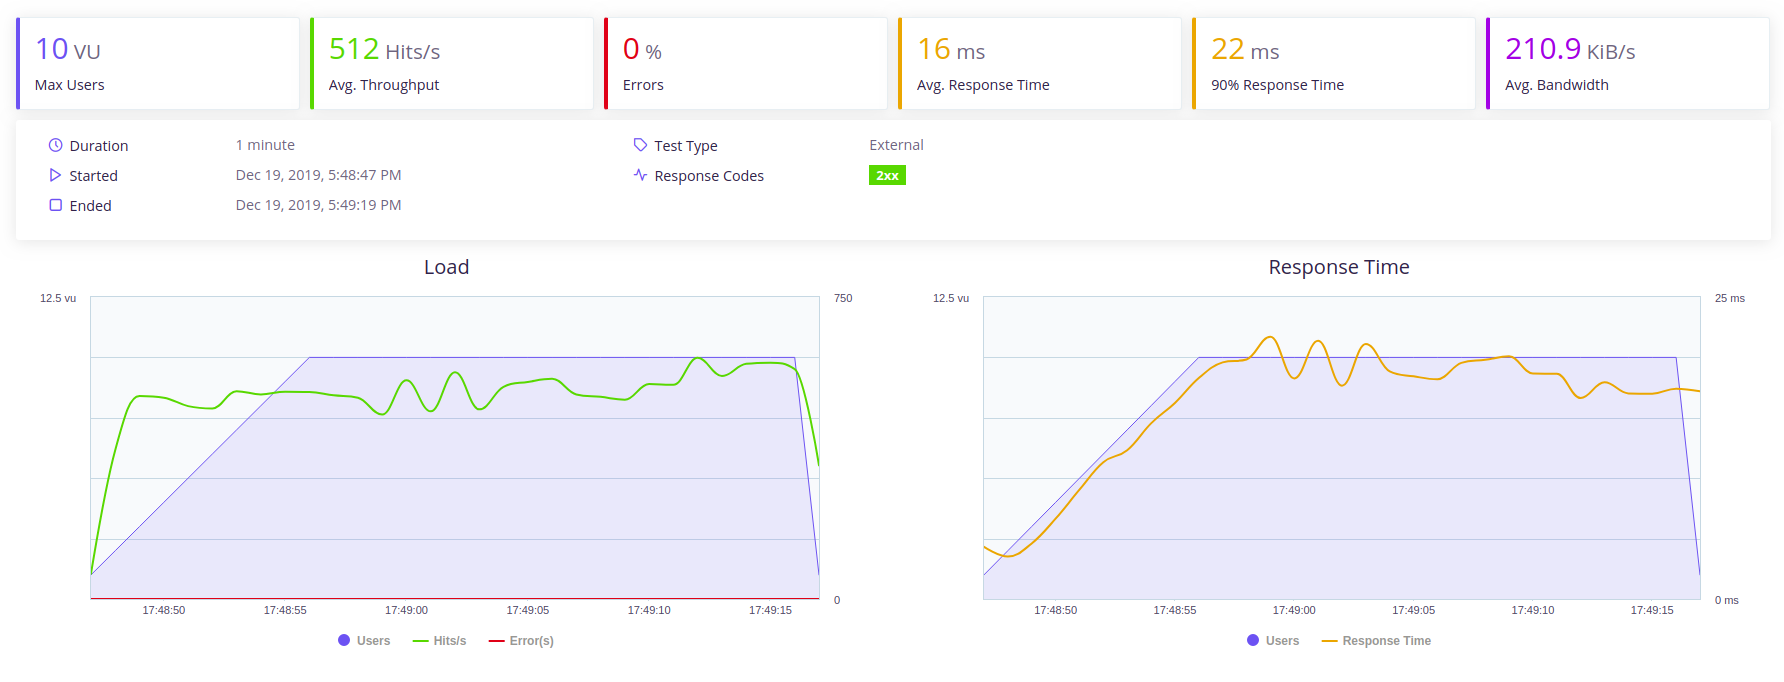 10 VU
Max Users
512 Hits/s
Avg. Throughput
0 %
Errors
16 ms
Avg. Response Time
22 ms
90% Response Time
210.9 KiB/s
Avg. Bandwidth
Duration 1 minute
Started Dec 19, 2019, 5:48:47 PM
Ended Dec 19, 2019, 5:49:19 PM
Test Type External
Response Codes 2xx
Load
12.5 vu 750
0
17:48:50 17:48:55 17:49:00 17:49:05 17:49:10 17:49:15
Users Hits/s Error(s)
Response Time
12.5 vu 25 ms
0 ms
17:48:50 17:48:55 17:49:00 17:49:05 17:49:10 17:49:15
Users Response Time